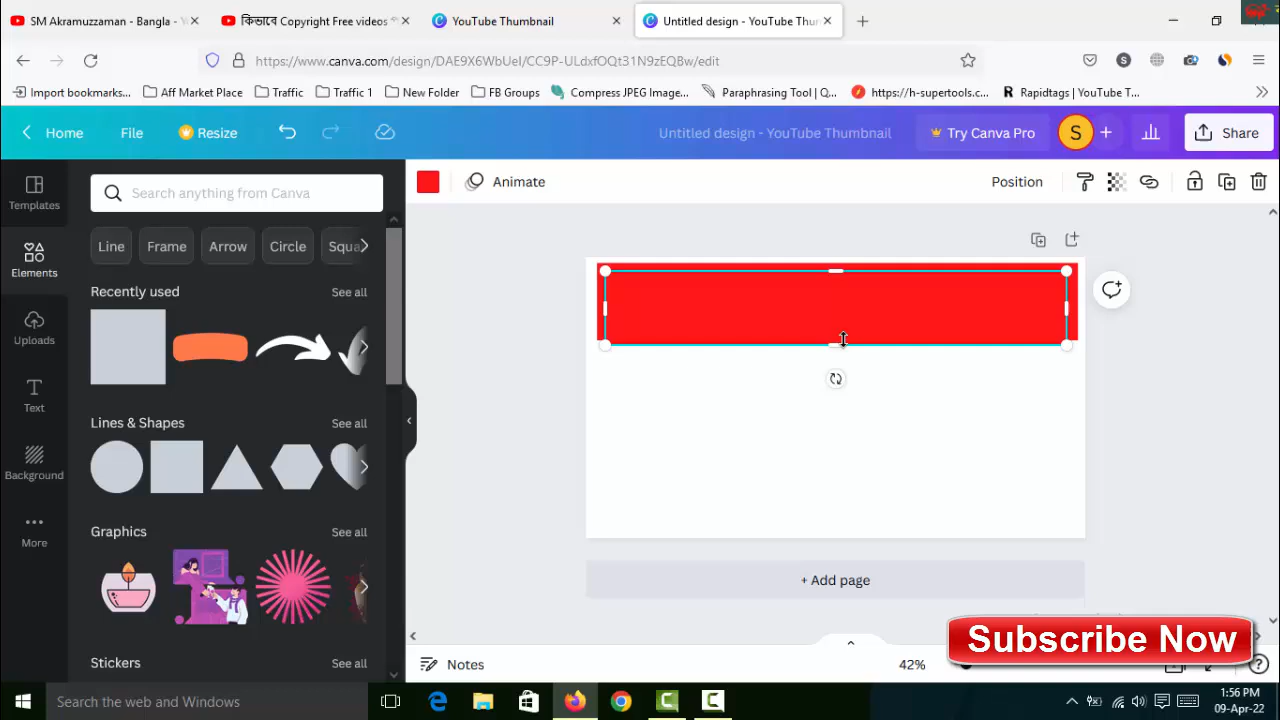 SM Akramuzzaman - Bangla - Y
কিভাবে Copyright Free videos
YouTube Thumbnail
Untitled design - YouTube Thu
https://www.canva.com/design/DAE9X6WbUeI/CC9P-ULdxfOQt31N9zEQBw/edit
Import bookmarks...
Aff Market Place
Traffic
Traffic 1
New Folder
FB Groups
Compress JPEG Image...
Paraphrasing Tool | Q...
https://h-supertools.c...
Rapidtags | YouTube T...
Home
File
Resize
Untitled design - YouTube Thumbnail
Try Canva Pro
S
Share
Templates
Elements
Uploads
Text
Background
More
Search anything from Canva
Line
Frame
Arrow
Circle
Squa
Recently used
See all
Lines & Shapes
See all
Graphics
See all
Stickers
See all
Animate
Position
+ Add page
Subscribe Now
Notes
42%
Search the web and Windows
1:56 PM
09-Apr-22